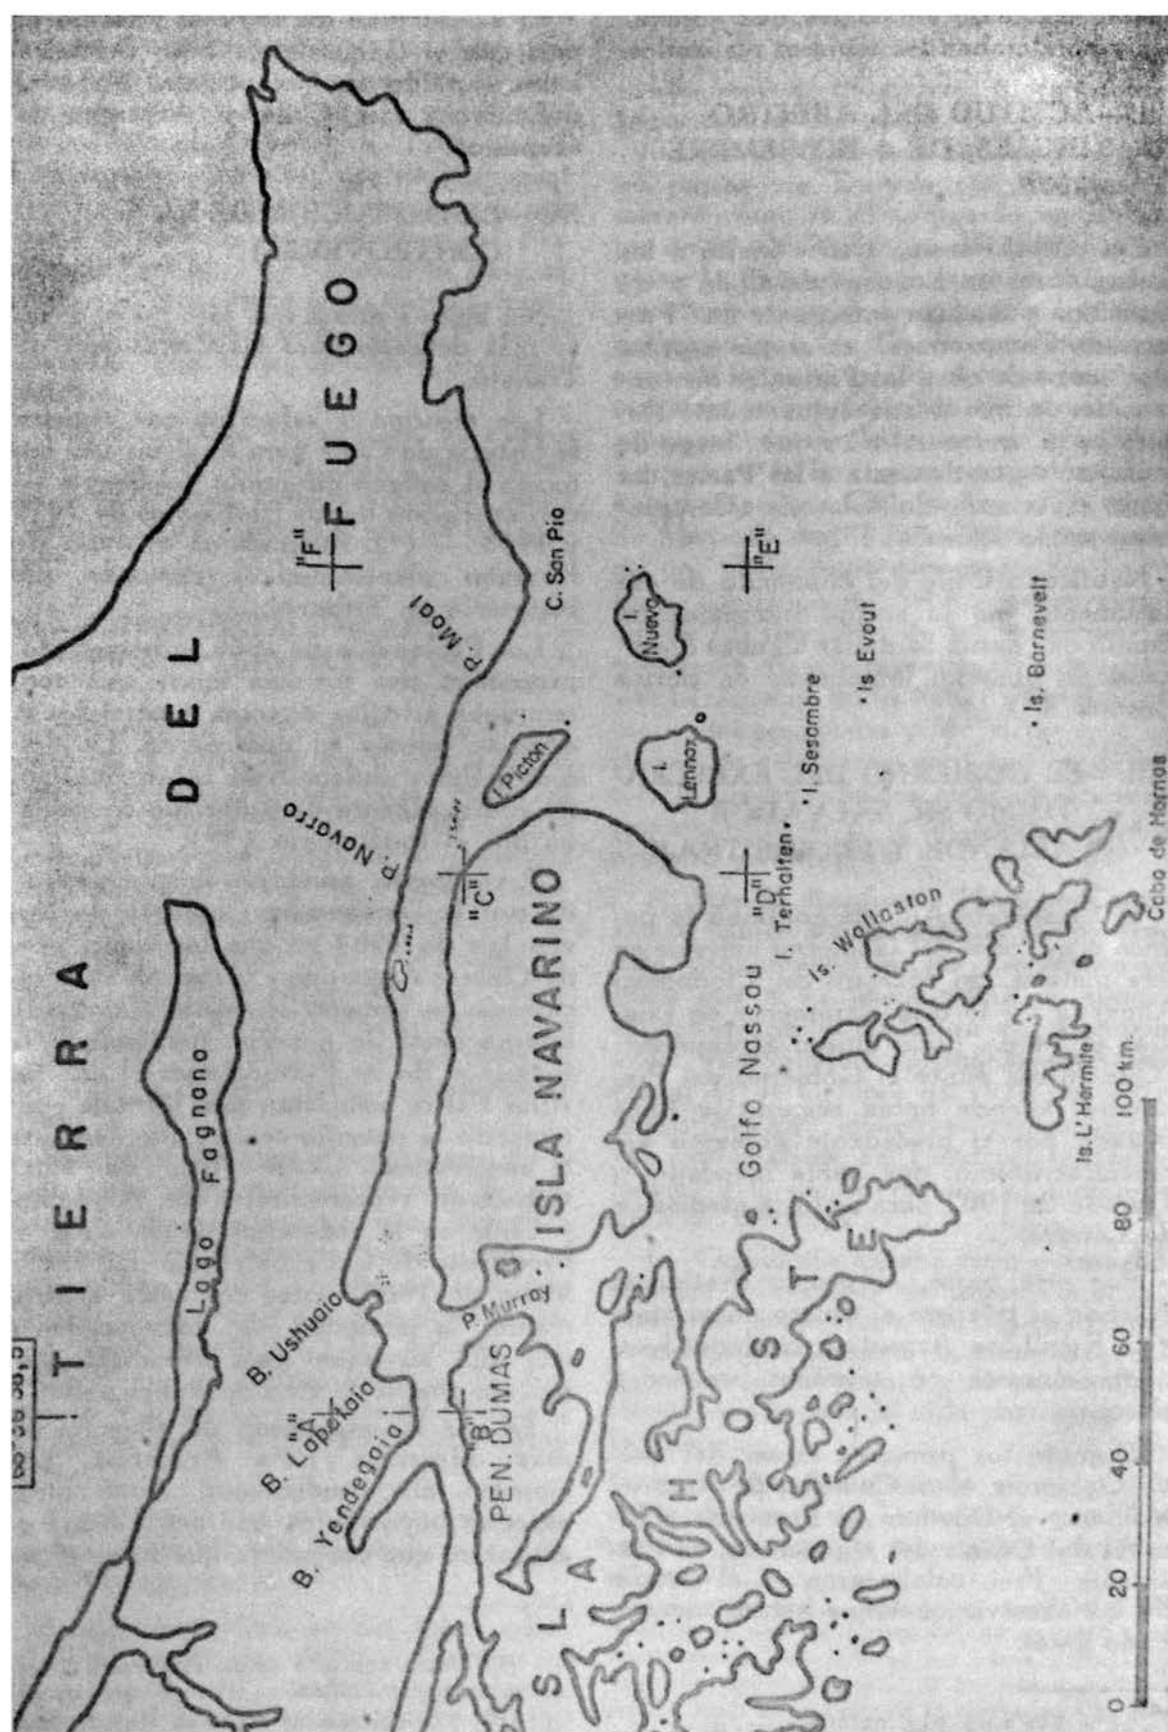 TIERRA DEL FUEGO
Lago Fagnano
B. Ushuaia
"A"
B. Lapataia
B. Yendegaia
"F"
P. Moal
P. Navarro
C. San Pio
I. Picton
I. Nueva
I. Lennox
"E"
"C"
"B"
"D"
PEN. DUMAS
P. Murray
ISLA NAVARINO
I. Sesambre
Is Evout
Is. Barnevelt
I. Terhalten
Golfo Nassau
Is. Wallaston
ISLA HOSTE
Is. L'Hermite
Cabo de Hornos
0 20 40 60 80 100 km.